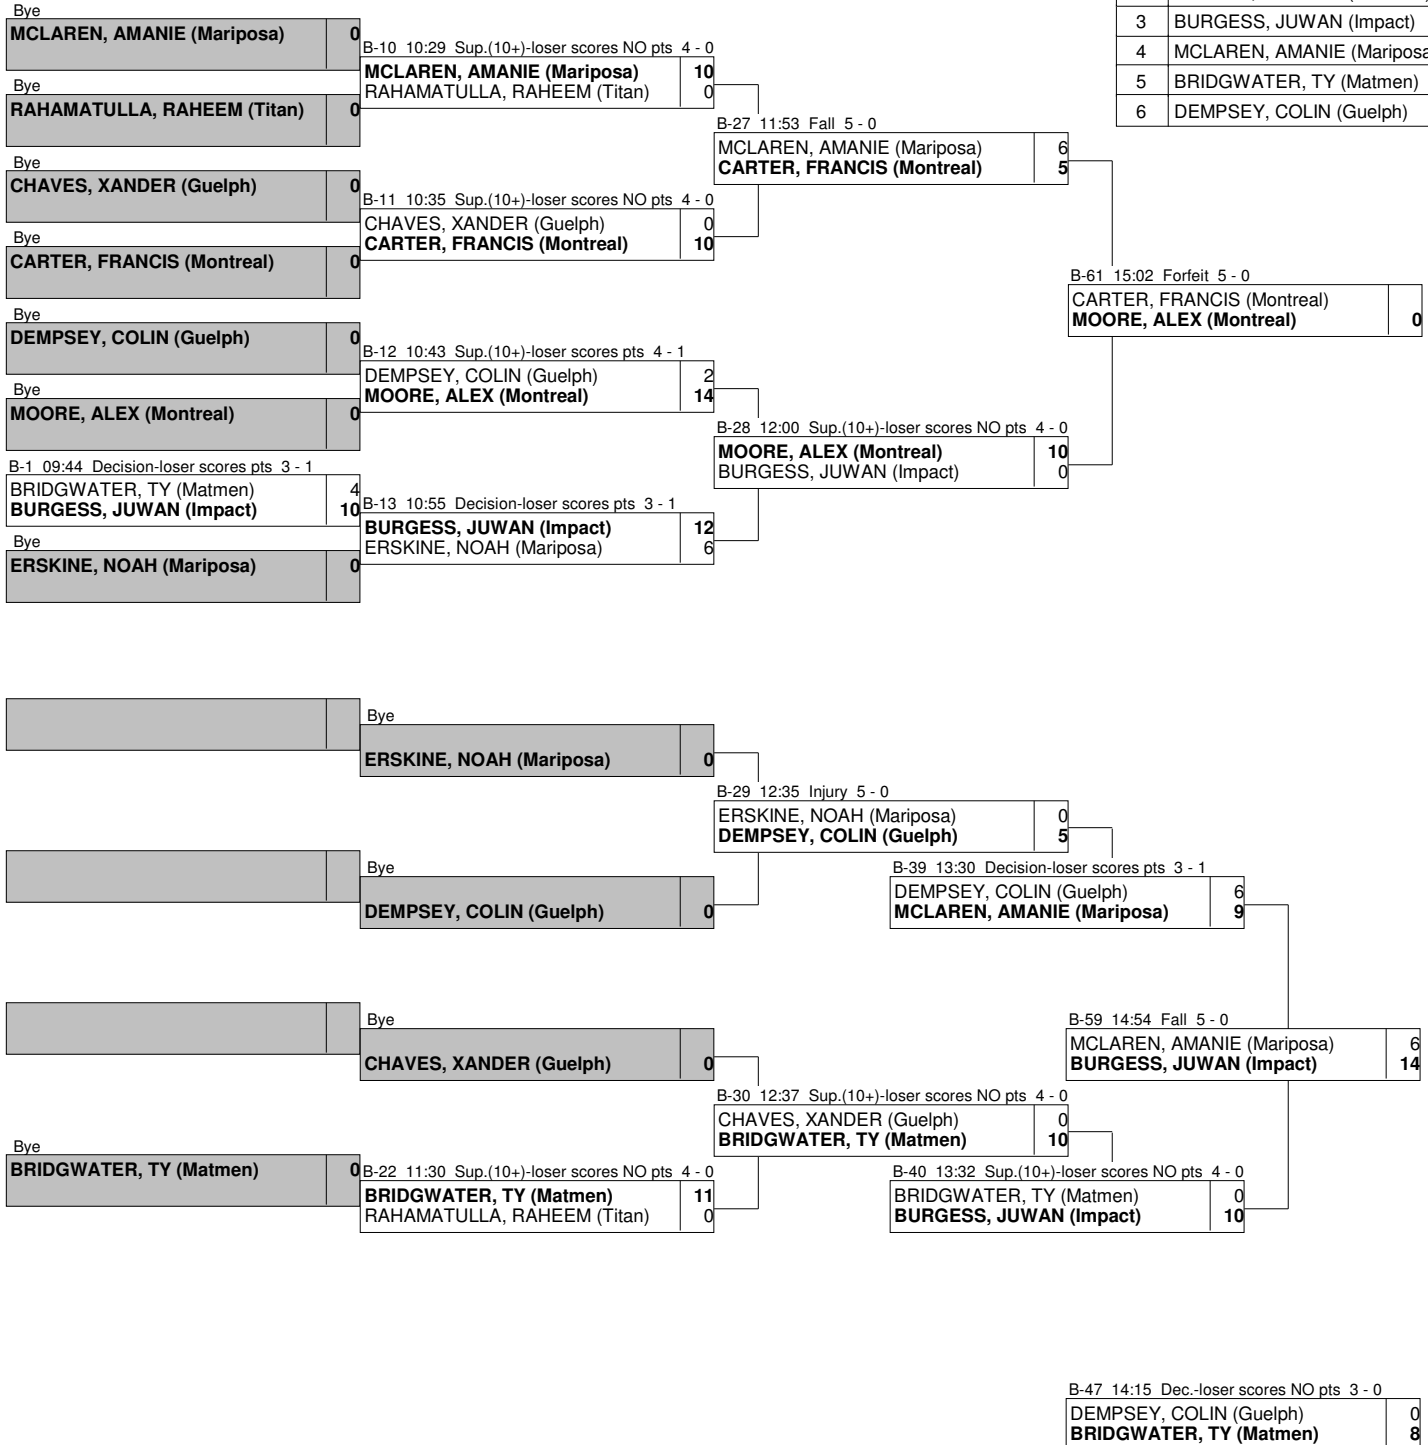 Bye
MCLAREN, AMANIE (Mariposa) 0
Bye
RAHAMATULLA, RAHEEM (Titan) 0
Bye
CHAVES, XANDER (Guelph) 0
Bye
CARTER, FRANCIS (Montreal) 0
Bye
DEMPSEY, COLIN (Guelph) 0
Bye
MOORE, ALEX (Montreal) 0
B-1 09:44 Decision-loser scores pts 3 - 1
BRIDGWATER, TY (Matmen) 4
BURGESS, JUWAN (Impact) 10
Bye
ERSKINE, NOAH (Mariposa) 0
B-10 10:29 Sup.(10+)-loser scores NO pts 4 - 0
MCLAREN, AMANIE (Mariposa) 10
RAHAMATULLA, RAHEEM (Titan) 0
B-11 10:35 Sup.(10+)-loser scores NO pts 4 - 0
CHAVES, XANDER (Guelph) 0
CARTER, FRANCIS (Montreal) 10
B-12 10:43 Sup.(10+)-loser scores pts 4 - 1
DEMPSEY, COLIN (Guelph) 2
MOORE, ALEX (Montreal) 14
B-13 10:55 Decision-loser scores pts 3 - 1
BURGESS, JUWAN (Impact) 12
ERSKINE, NOAH (Mariposa) 6
B-27 11:53 Fall 5 - 0
MCLAREN, AMANIE (Mariposa) 6
CARTER, FRANCIS (Montreal) 5
B-28 12:00 Sup.(10+)-loser scores NO pts 4 - 0
MOORE, ALEX (Montreal) 10
BURGESS, JUWAN (Impact) 0
3 BURGESS, JUWAN (Impact)
4 MCLAREN, AMANIE (Mariposa
5 BRIDGWATER, TY (Matmen)
6 DEMPSEY, COLIN (Guelph)
B-61 15:02 Forfeit 5 - 0
CARTER, FRANCIS (Montreal)
MOORE, ALEX (Montreal) 0
Bye
ERSKINE, NOAH (Mariposa) 0
Bye
DEMPSEY, COLIN (Guelph) 0
Bye
CHAVES, XANDER (Guelph) 0
Bye
BRIDGWATER, TY (Matmen) 0
B-22 11:30 Sup.(10+)-loser scores NO pts 4 - 0
BRIDGWATER, TY (Matmen) 11
RAHAMATULLA, RAHEEM (Titan) 0
B-29 12:35 Injury 5 - 0
ERSKINE, NOAH (Mariposa) 0
DEMPSEY, COLIN (Guelph) 5
B-30 12:37 Sup.(10+)-loser scores NO pts 4 - 0
CHAVES, XANDER (Guelph) 0
BRIDGWATER, TY (Matmen) 10
B-39 13:30 Decision-loser scores pts 3 - 1
DEMPSEY, COLIN (Guelph) 6
MCLAREN, AMANIE (Mariposa) 9
B-40 13:32 Sup.(10+)-loser scores NO pts 4 - 0
BRIDGWATER, TY (Matmen) 0
BURGESS, JUWAN (Impact) 10
B-59 14:54 Fall 5 - 0
MCLAREN, AMANIE (Mariposa) 6
BURGESS, JUWAN (Impact) 14
B-47 14:15 Dec.-loser scores NO pts 3 - 0
DEMPSEY, COLIN (Guelph) 0
BRIDGWATER, TY (Matmen) 8